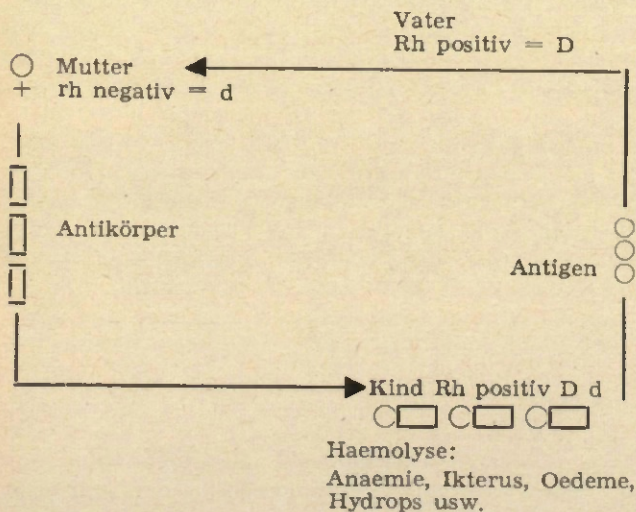 Vater
Rh positiv = D
Mutter
+ rh negativ = d
Antikörper
Antigen
Kind Rh positiv D d
Haemolyse:
Anaemie, Ikterus, Oedeme,
Hydrops usw.